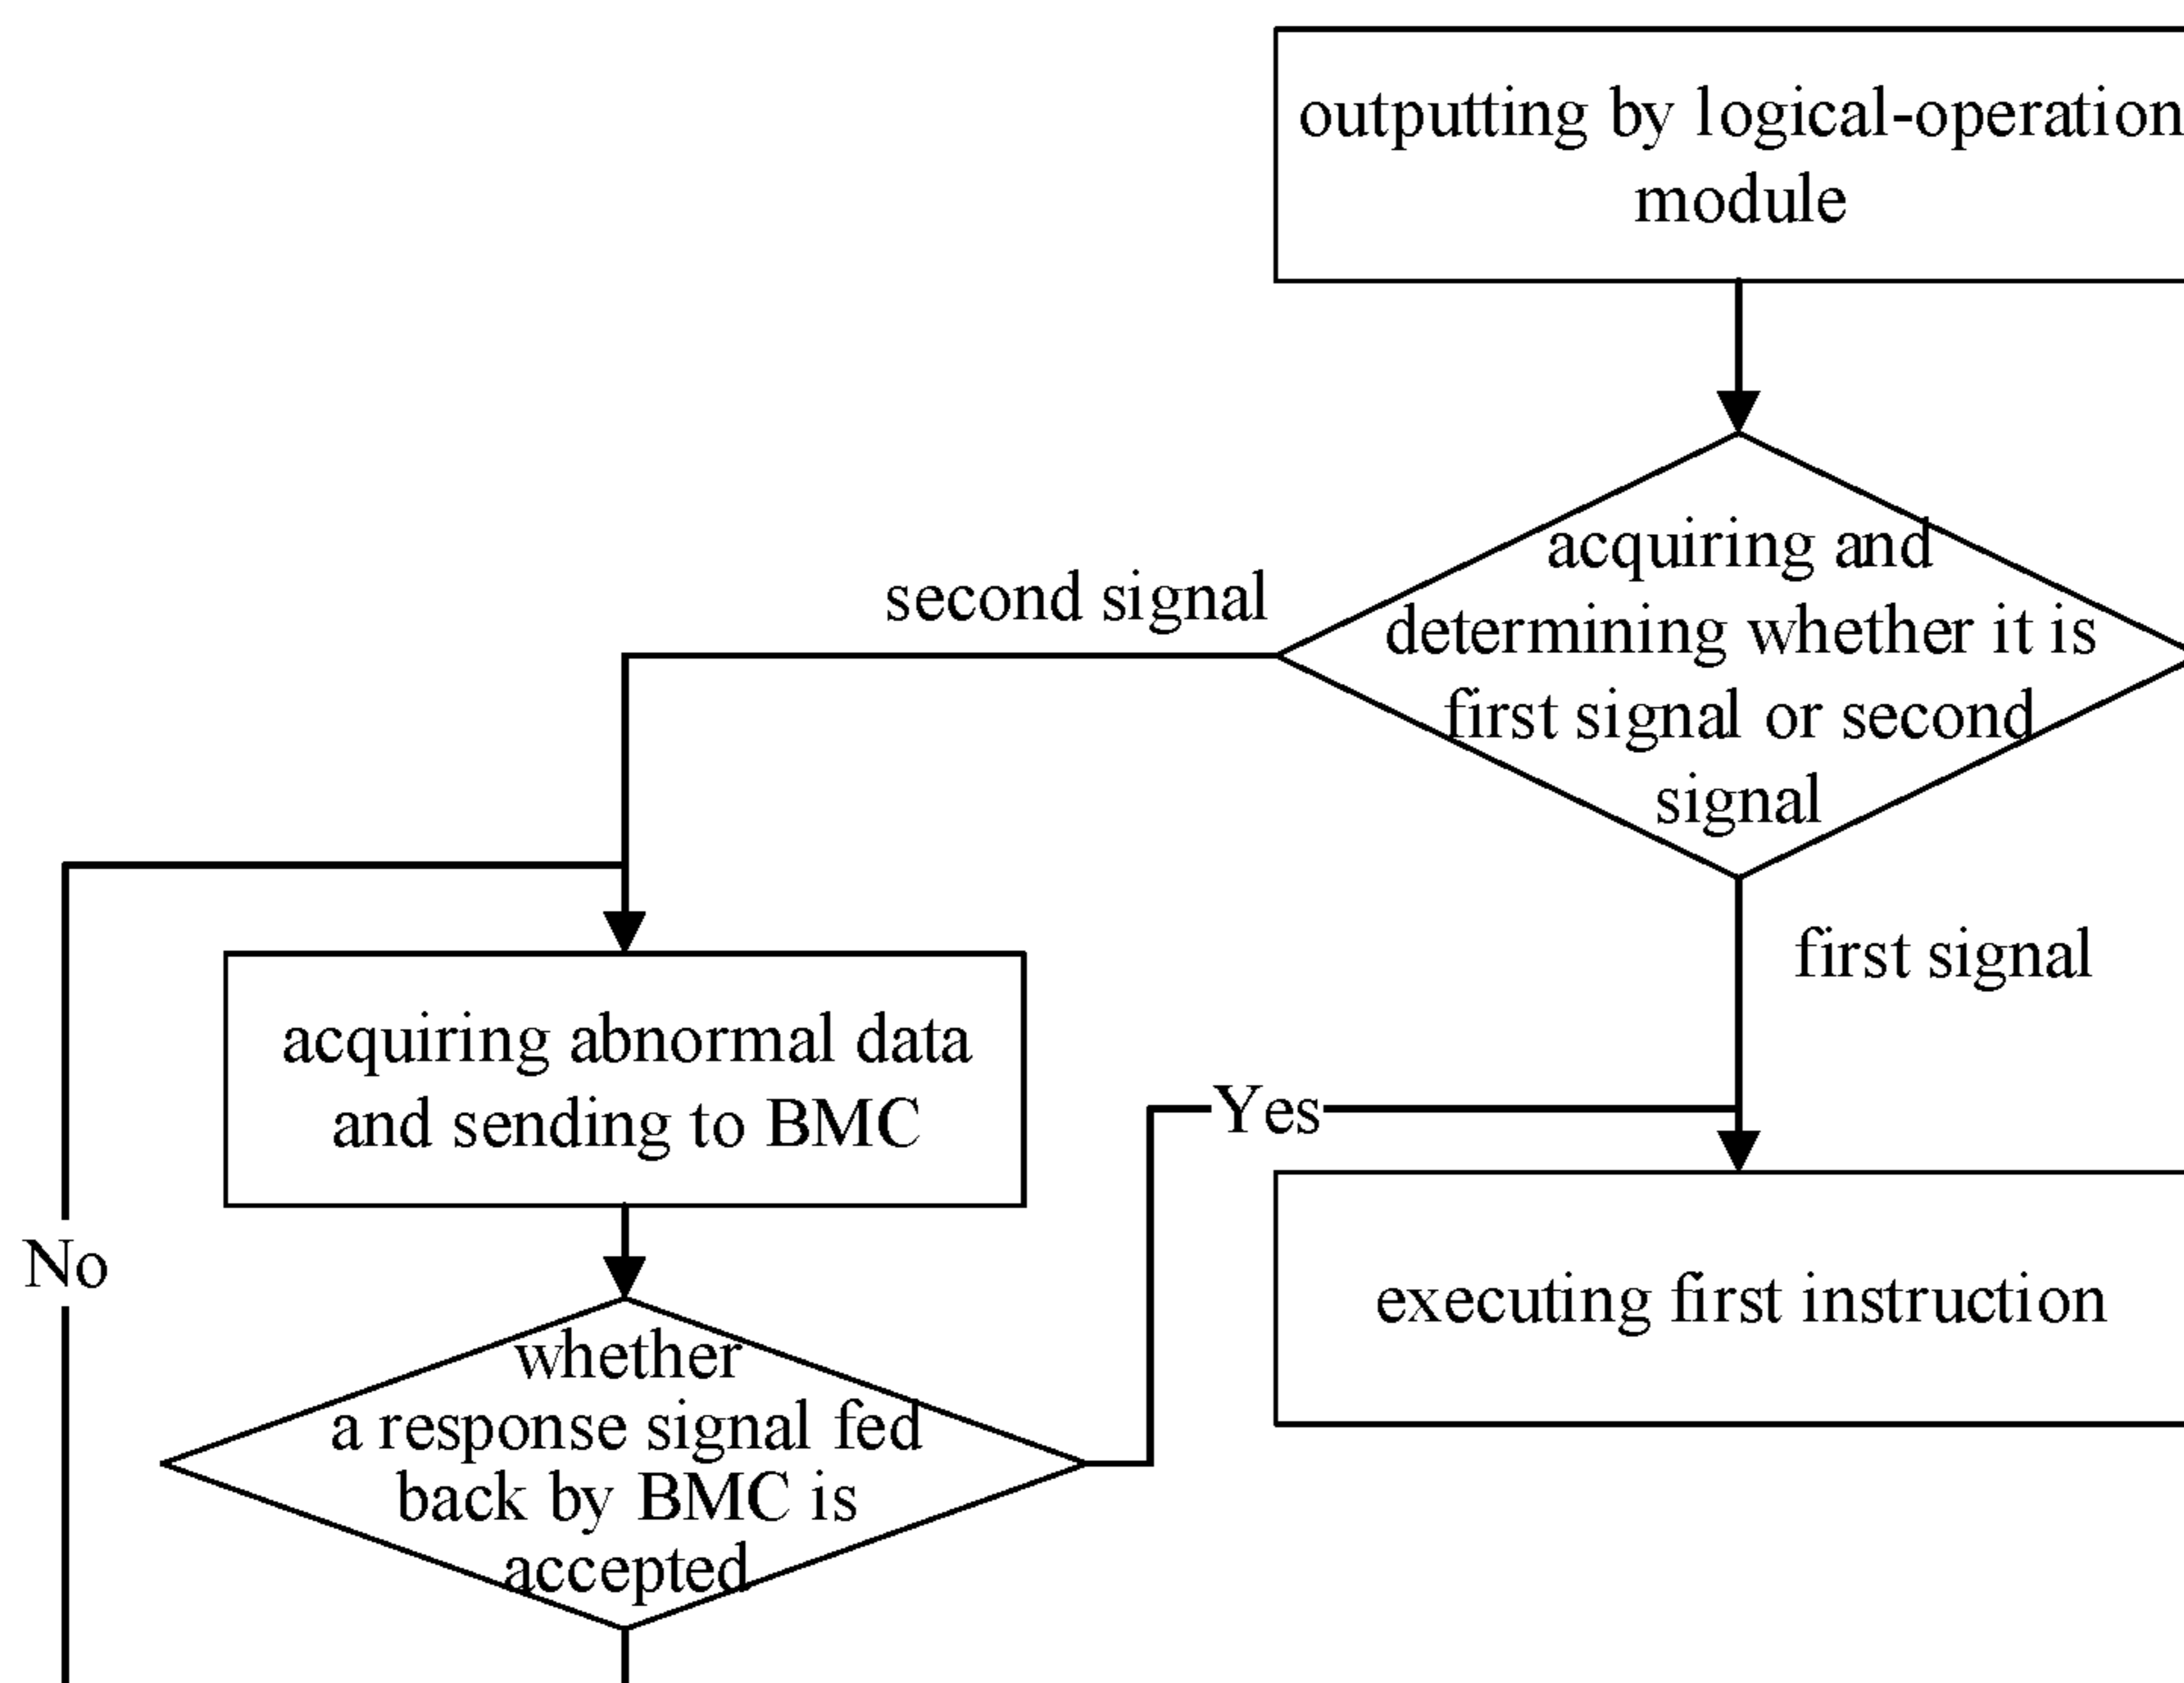 outputting by logical-operation
module
acquiring and
determining whether it is
first signal or second
signal
second signal
first signal
acquiring abnormal data
and sending to BMC
Yes
No
executing first instruction
whether
a response signal fed
back by BMC is
accepted